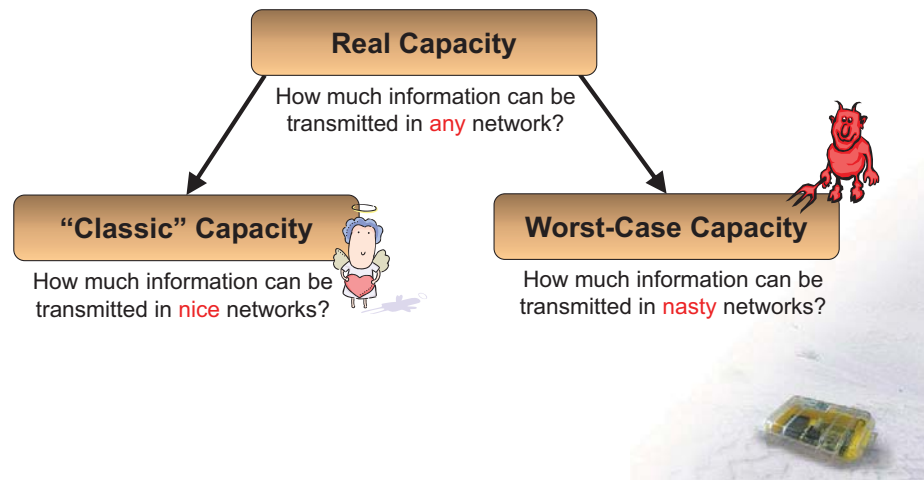 Real Capacity
How much information can be
transmitted in any network?
“Classic” Capacity
How much information can be
transmitted in nice networks?
Worst-Case Capacity
How much information can be
transmitted in nasty networks?